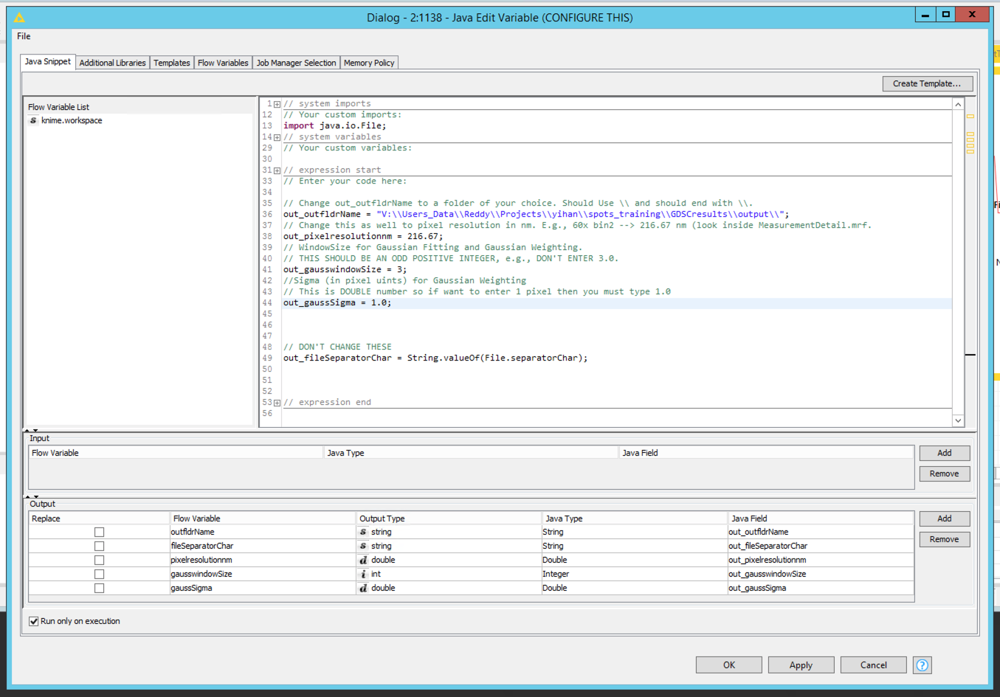 Dialog - 2:1138 - Java Edit Variable (CONFIGURE THIS)
File
Java Snippet Additional Libraries Templates Flow Variables Job Manager Selection Memory Policy
Create Template...
Flow Variable List
s knime.workspace
1 // system imports
12 // Your custom imports:
13 import java.io.File;
14 // system variables
29 // Your custom variables:
30
31 // expression start
33 // Enter your code here:
34
35 // Change out_outfldrName to a folder of your choice. Should Use \\ and should end with \\.
36 out_outfldrName = "V:\\Users_Data\\Reddy\\Projects\\yihan\\spots_training\\GDSCresults\\output\\";
37 // Change this as well to pixel resolution in nm. E.g., 60x bin2 --> 216.67 nm (look inside MeasurementDetail.mrf.
38 out_pixelresolutionnm = 216.67;
39 // WindowSize for Gaussian Fitting and Gaussian Weighting.
40 // THIS SHOULD BE AN ODD POSITIVE INTEGER, e.g., DON'T ENTER 3.0.
41 out_gausswindowSize = 3;
42 //Sigma (in pixel uints) for Gaussian Weighting
43 // This is DOUBLE number so if want to enter 1 pixel then you must type 1.0
44 out_gaussSigma = 1.0;
45
46
47
48 // DON'T CHANGE THESE
49 out_fileSeparatorChar = String.valueOf(File.separatorChar);
50
51
52
53 // expression end
56
Input
Flow Variable Java Type Java Field
Add
Remove
Output
Replace Flow Variable Output Type Java Type Java Field
outfldrName s string String out_outfldrName
fileSeparatorChar s string String out_fileSeparatorChar
pixelresolutionnm d double Double out_pixelresolutionnm
gausswindowSize i int Integer out_gausswindowSize
gaussSigma d double Double out_gaussSigma
Add
Remove
Run only on execution
OK Apply Cancel ?